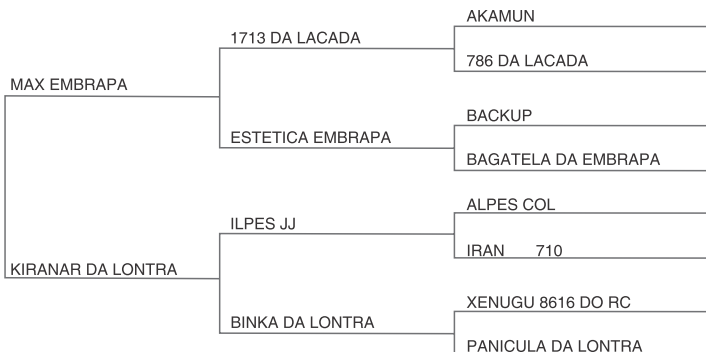 AKAMUN
1713 DA LACADA
786 DA LACADA
MAX EMBRAPA
BACKUP
ESTETICA EMBRAPA
BAGATELA DA EMBRAPA
ALPES COL
ILPES JJ
IRAN 710
KIRANAR DA LONTRA
XENUGU 8616 DO RC
BINKA DA LONTRA
PANICULA DA LONTRA